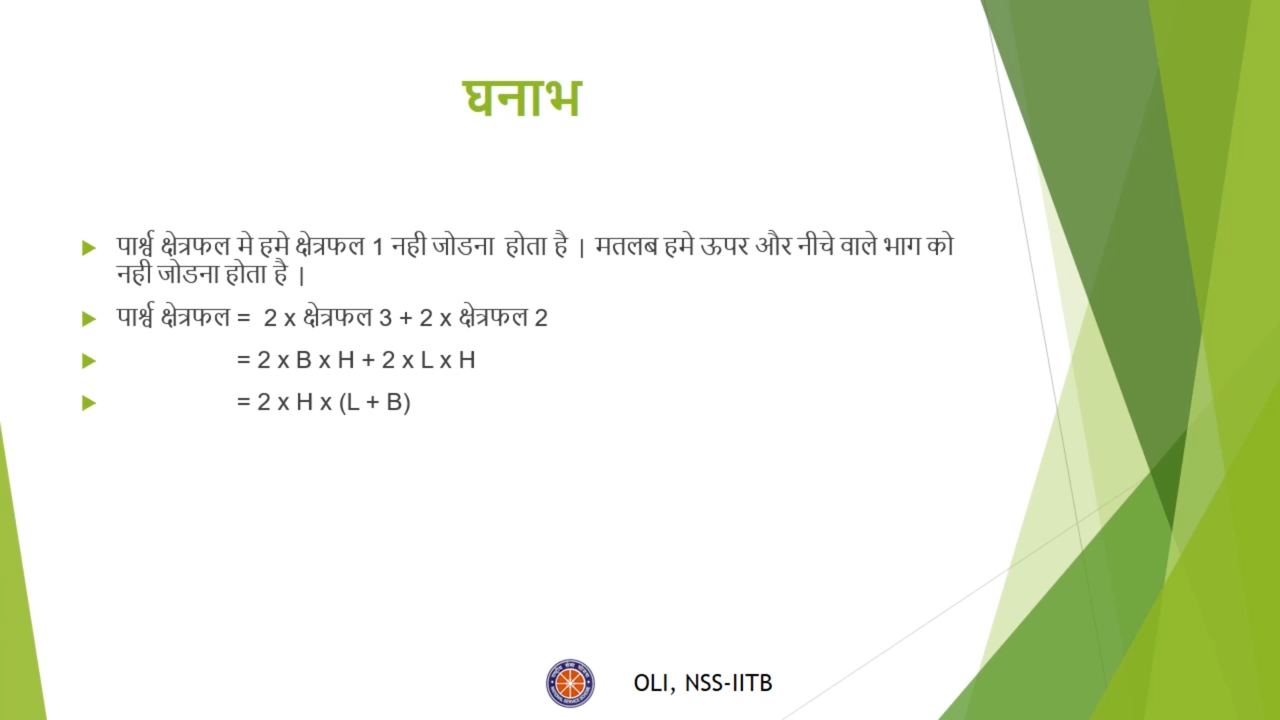 घनाभ
पार्श्व क्षेत्रफल मे हमे क्षेत्रफल 1 नही जोडना होता है | मतलब हमे ऊपर और नीचे वाले भाग को
नही जोडना होता है |
पार्श्व क्षेत्रफल = 2 x क्षेत्रफल 3 + 2 x क्षेत्रफल 2
= 2 x B x H + 2 x L x H
= 2 x H x (L + B)
OLI, NSS-IITB